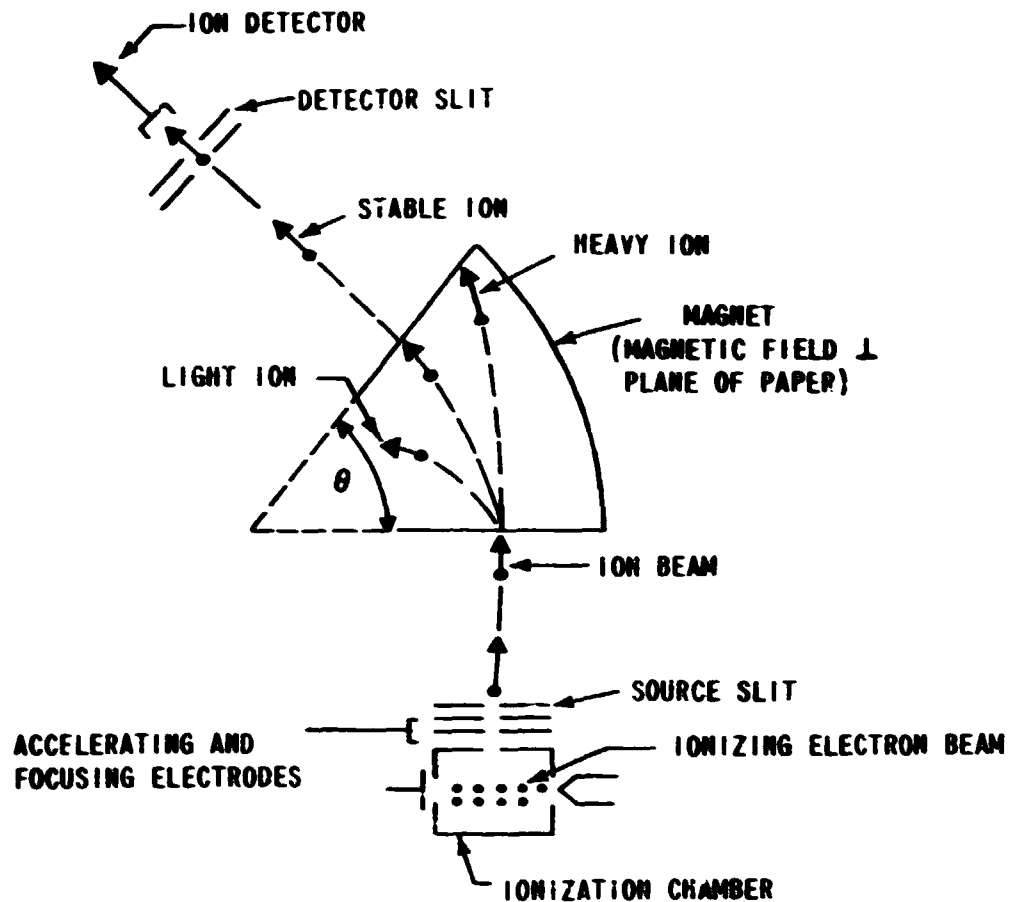 ION DETECTOR
DETECTOR SLIT
STABLE ION
HEAVY ION
MAGNET
(MAGNETIC FIELD ⊥
PLANE OF PAPER)
LIGHT ION
θ
ION BEAM
SOURCE SLIT
ACCELERATING AND
FOCUSING ELECTRODES
IONIZING ELECTRON BEAM
IONIZATION CHAMBER